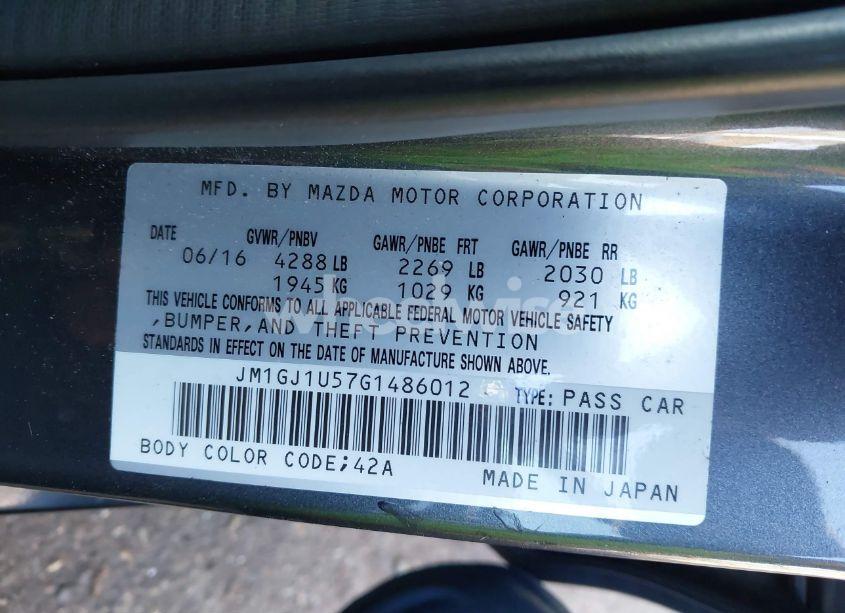 MFD. BY MAZDA MOTOR CORPORATION
DATE GVWR/PNBV GAWR/PNBE FRT GAWR/PNBE RR
06/16 4288 LB 2269 LB 2030 LB
1945 KG 1029 KG 921 KG
THIS VEHICLE CONFORMS TO ALL APPLICABLE FEDERAL MOTOR VEHICLE SAFETY
,BUMPER,AND THEFT PREVENTION
STANDARDS IN EFFECT ON THE DATE OF MANUFACTURE SHOWN ABOVE.
JM1GJ1U57G1486012 TYPE: PASS CAR
BODY COLOR CODE;42A
MADE IN JAPAN
wheelwise